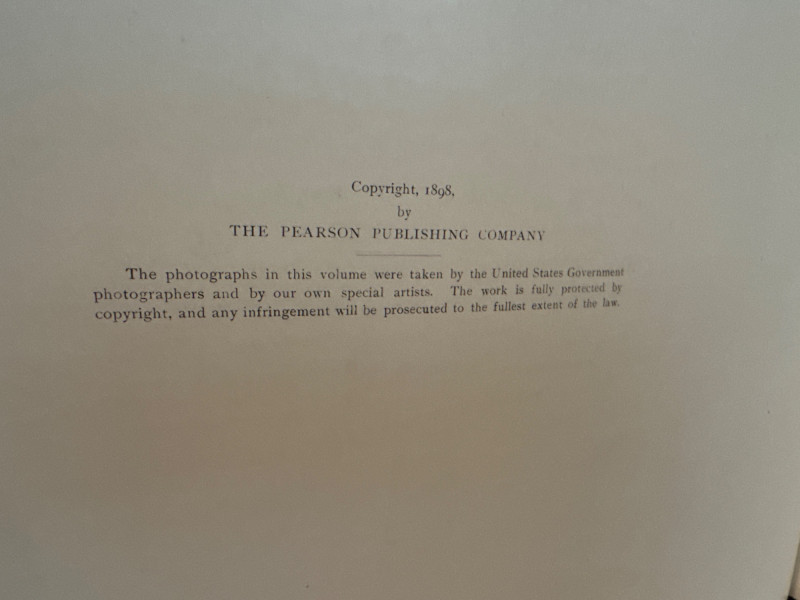 Copyright, 1898,
by
THE PEARSON PUBLISHING COMPANY
The photographs in this volume were taken by the United States Government
photographers and by our own special artists. The work is fully protected by
copyright, and any infringement will be prosecuted to the fullest extent of the law.